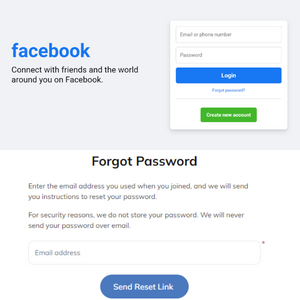 facebook
Connect with friends and the world
around you on Facebook.
Email or phone number
Password
Login
Forgot password?
Create new account
Forgot Password
Enter the email address you used when you joined, and we will send
you instructions to reset your password.
For security reasons, we do not store your password. We will never
send your password over email.
Email address
*
Send Reset Link